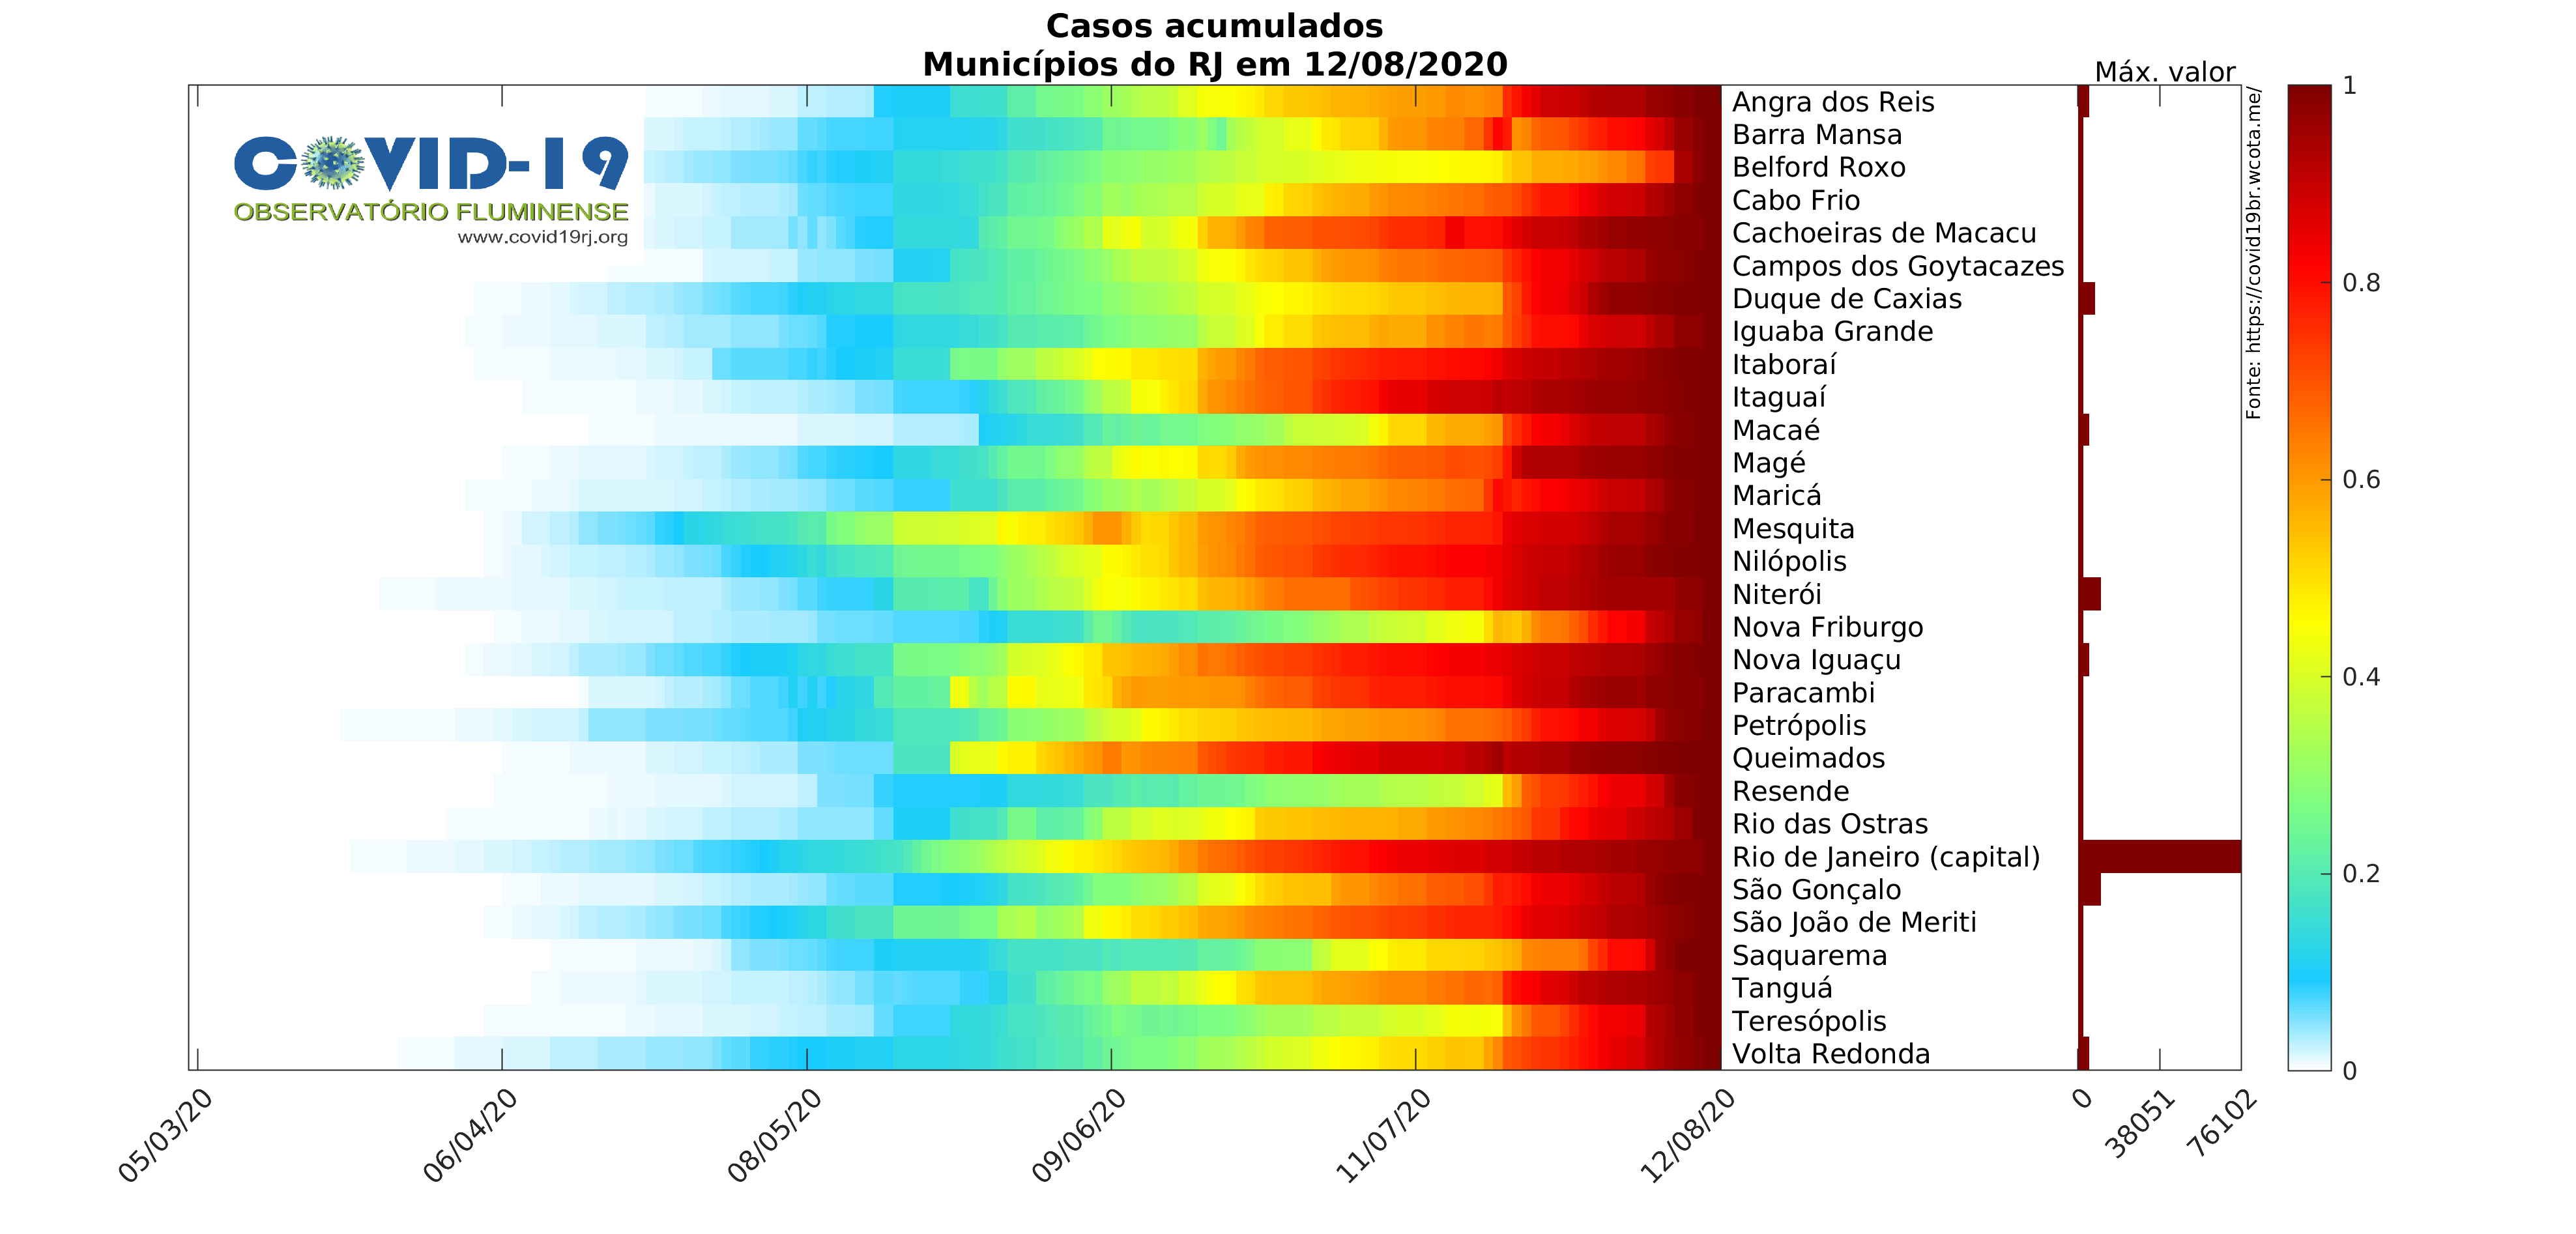 Casos acumulados
Municípios do RJ em 12/08/2020
Máx. valor
COVID-19
OBSERVATÓRIO FLUMINENSE
www.covid19rj.org
Angra dos Reis
Barra Mansa
Belford Roxo
Cabo Frio
Cachoeiras de Macacu
Campos dos Goytacazes
Duque de Caxias
Iguaba Grande
Itaboraí
Itaguaí
Macaé
Magé
Maricá
Mesquita
Nilópolis
Niterói
Nova Friburgo
Nova Iguaçu
Paracambi
Petrópolis
Queimados
Resende
Rio das Ostras
Rio de Janeiro (capital)
São Gonçalo
São João de Meriti
Saquarema
Tanguá
Teresópolis
Volta Redonda
Fonte: https://covid19br.wcota.me/
1
0.8
0.6
0.4
0.2
0
05/03/20
06/04/20
08/05/20
09/06/20
11/07/20
12/08/20
0
38051
76102